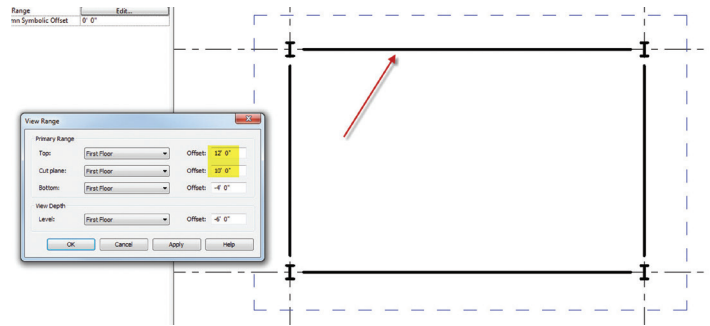 Range Edit...
mn Symbolic Offset 0' 0"
View Range
Primary Range
Top: First Floor Offset: 12' 0"
Cut plane: First Floor Offset: 10' 0"
Bottom: First Floor Offset: -4' 0"
View Depth
Level: First Floor Offset: -6' 0"
OK Cancel Apply Help